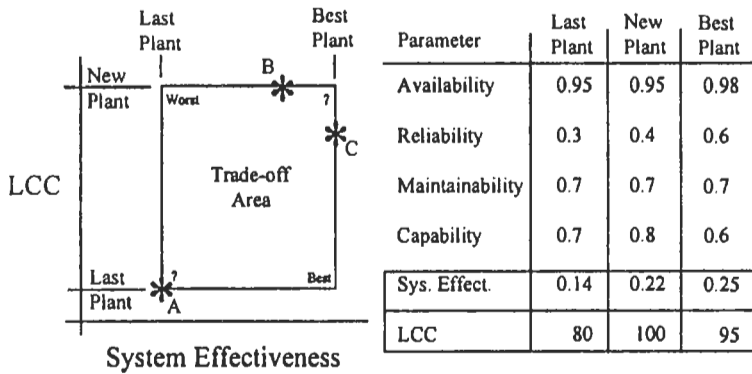 Last
Plant
Best
Plant
B
New
Plant
Worst
?
C
LCC
Trade-off
Area
Last
Plant
?
Best
A
System Effectiveness
Parameter
Last
Plant
New
Plant
Best
Plant
Availability 0.95 0.95 0.98
Reliability 0.3 0.4 0.6
Maintainability 0.7 0.7 0.7
Capability 0.7 0.8 0.6
Sys. Effect. 0.14 0.22 0.25
LCC 80 100 95